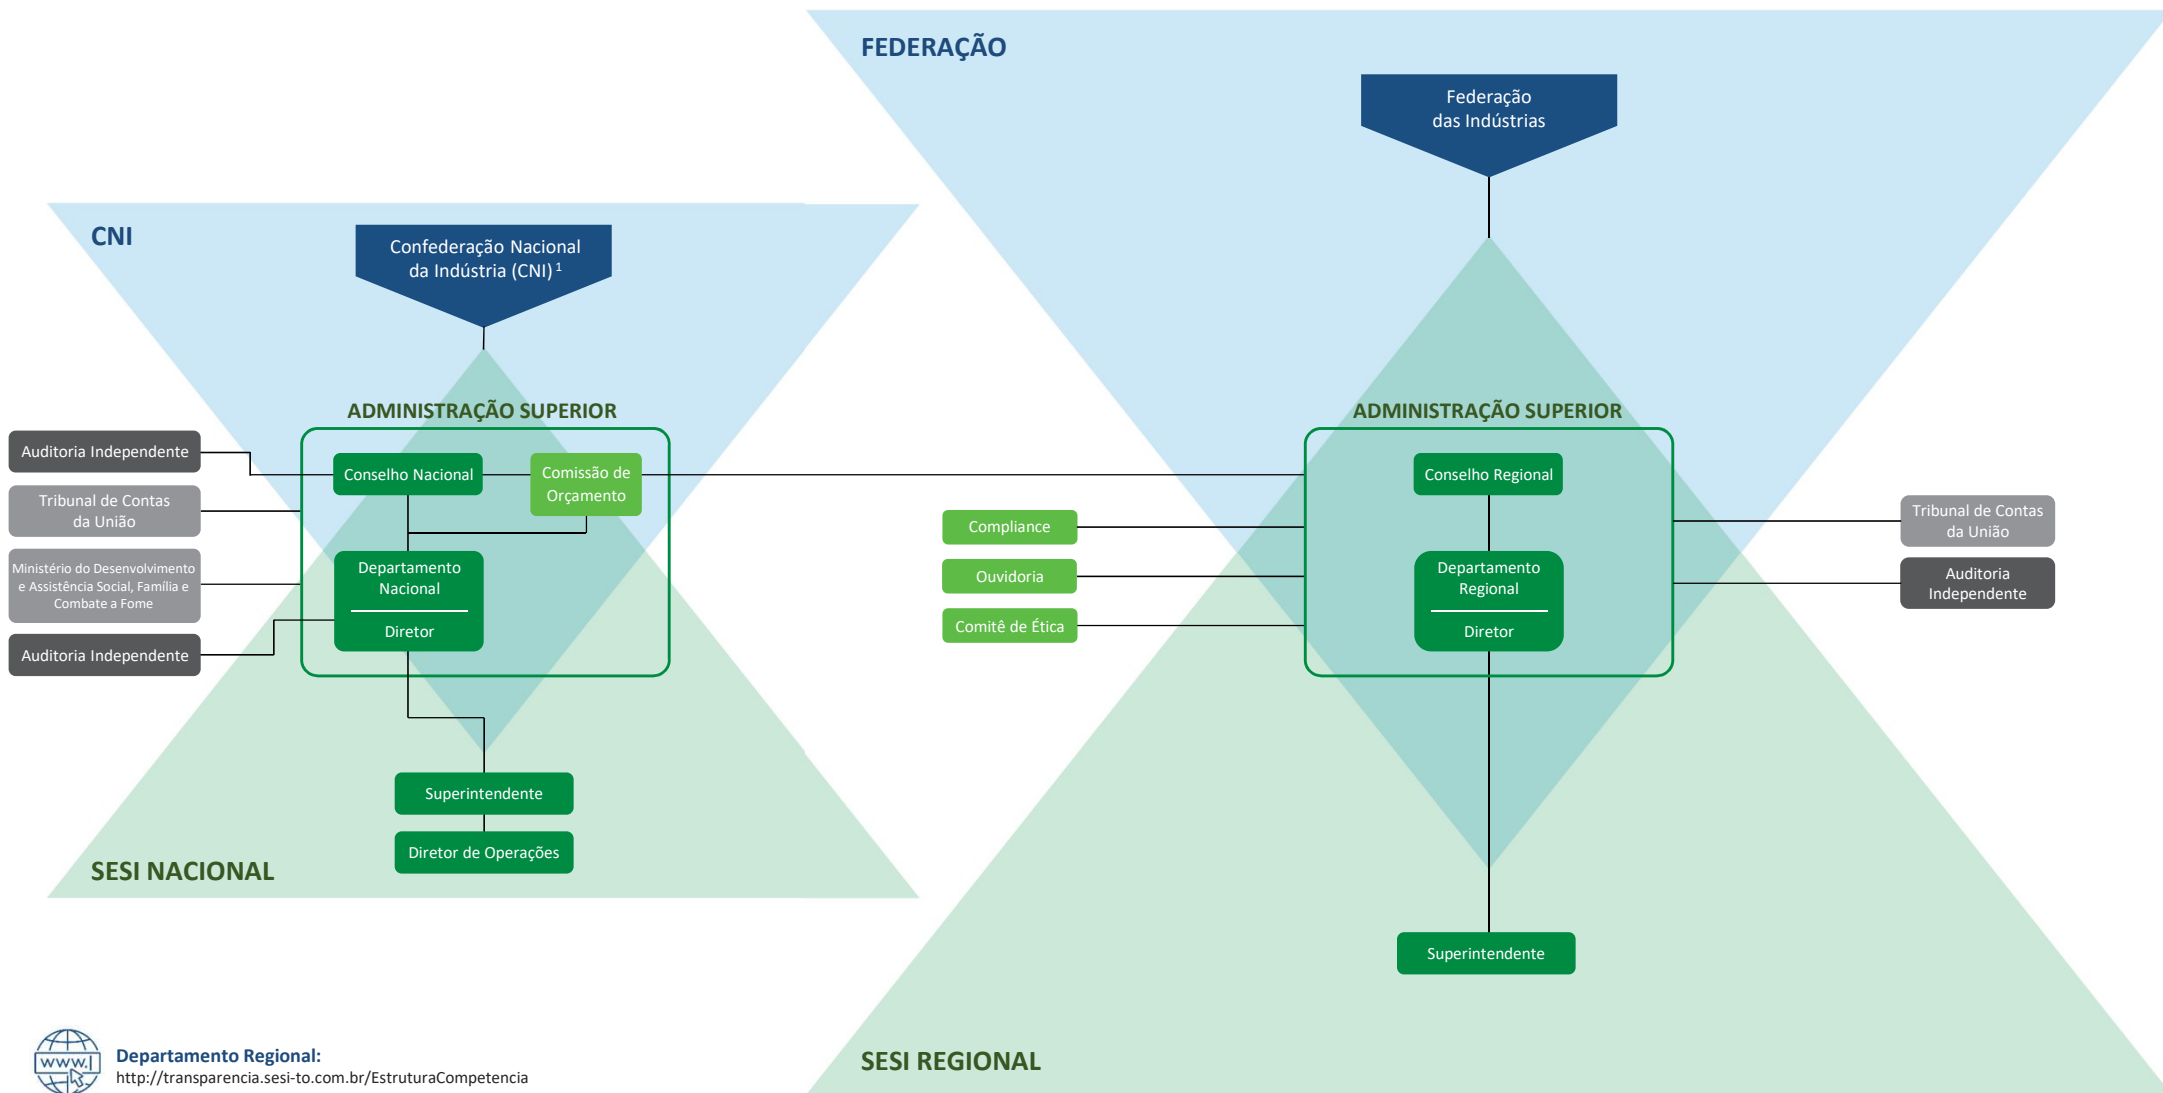 FEDERAÇÃO
Federação
das Indústrias
CNI
Confederação Nacional
da Indústria (CNI) 1
ADMINISTRAÇÃO SUPERIOR
Auditoria Independente
Tribunal de Contas
da União
Ministério do Desenvolvimento
e Assistência Social, Família e
Combate a Fome
Auditoria Independente
Conselho Nacional
Comissão de
Orçamento
Departamento
Nacional
Diretor
Superintendente
Diretor de Operações
SESI NACIONAL
ADMINISTRAÇÃO SUPERIOR
Compliance
Ouvidoria
Comitê de Ética
Conselho Regional
Departamento
Regional
Diretor
Tribunal de Contas
da União
Auditoria
Independente
Superintendente
SESI REGIONAL
www.
Departamento Regional:
http://transparencia.sesi-to.com.br/EstruturaCompetencia